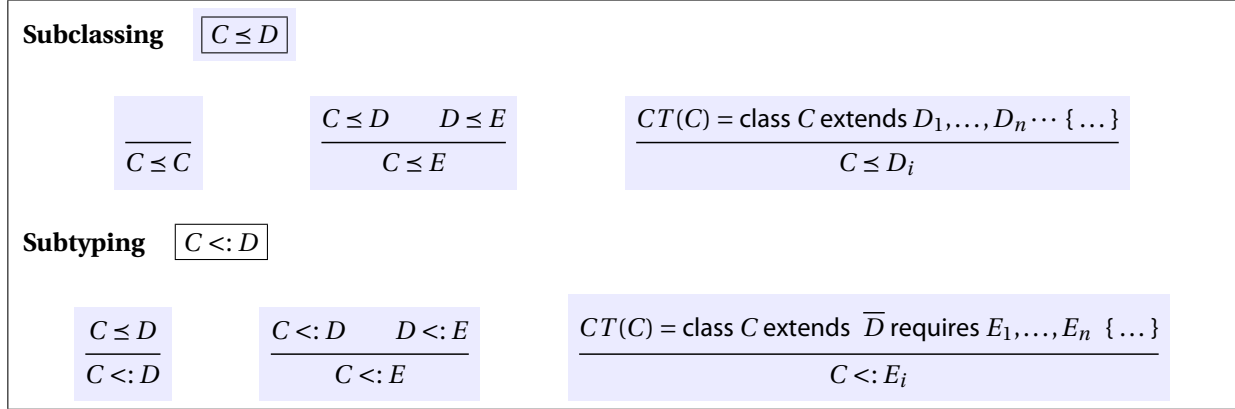 Subclassing C ⪯ D
C ⪯ D D ⪯ E CT(C) = class C extends D₁,…,Dₙ ⋯ { … }
C ⪯ C C ⪯ E C ⪯ Dᵢ
Subtyping C <: D
C ⪯ D C <: D D <: E CT(C) = class C extends D̅ requires E₁,…,Eₙ { … }
C <: D C <: E C <: Eᵢ